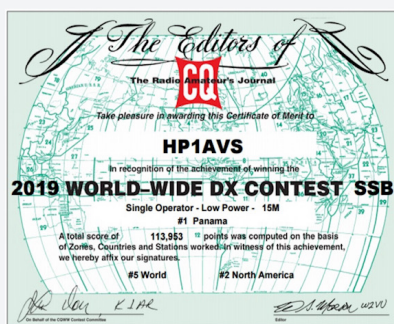 The Editors of
CQ
The Radio Amateur's Journal
Take pleasure in awarding this Certificate of Merit to
HP1AVS
In recognition of the achievement of winning the
2019 WORLD–WIDE DX CONTEST SSB
Single Operator - Low Power - 15M
#1 Panama
A total score of 113,953 points was computed on the basis
of Zones, Countries and Stations worked. In witness of this achievement,
we hereby affix our signatures.
#5 World #2 North America
K1AR
W2VU
On Behalf of the CQWW Contest Committee
Editor